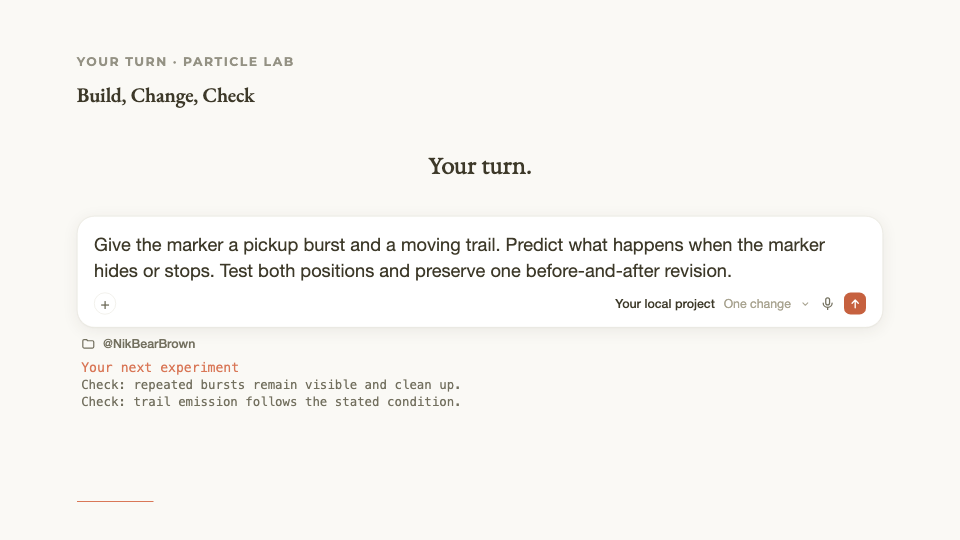 YOUR TURN · PARTICLE LAB
Build, Change, Check
Your turn.
Give the marker a pickup burst and a moving trail. Predict what happens when the marker
hides or stops. Test both positions and preserve one before-and-after revision.
Your local project One change
@NikBearBrown
Your next experiment
Check: repeated bursts remain visible and clean up.
Check: trail emission follows the stated condition.